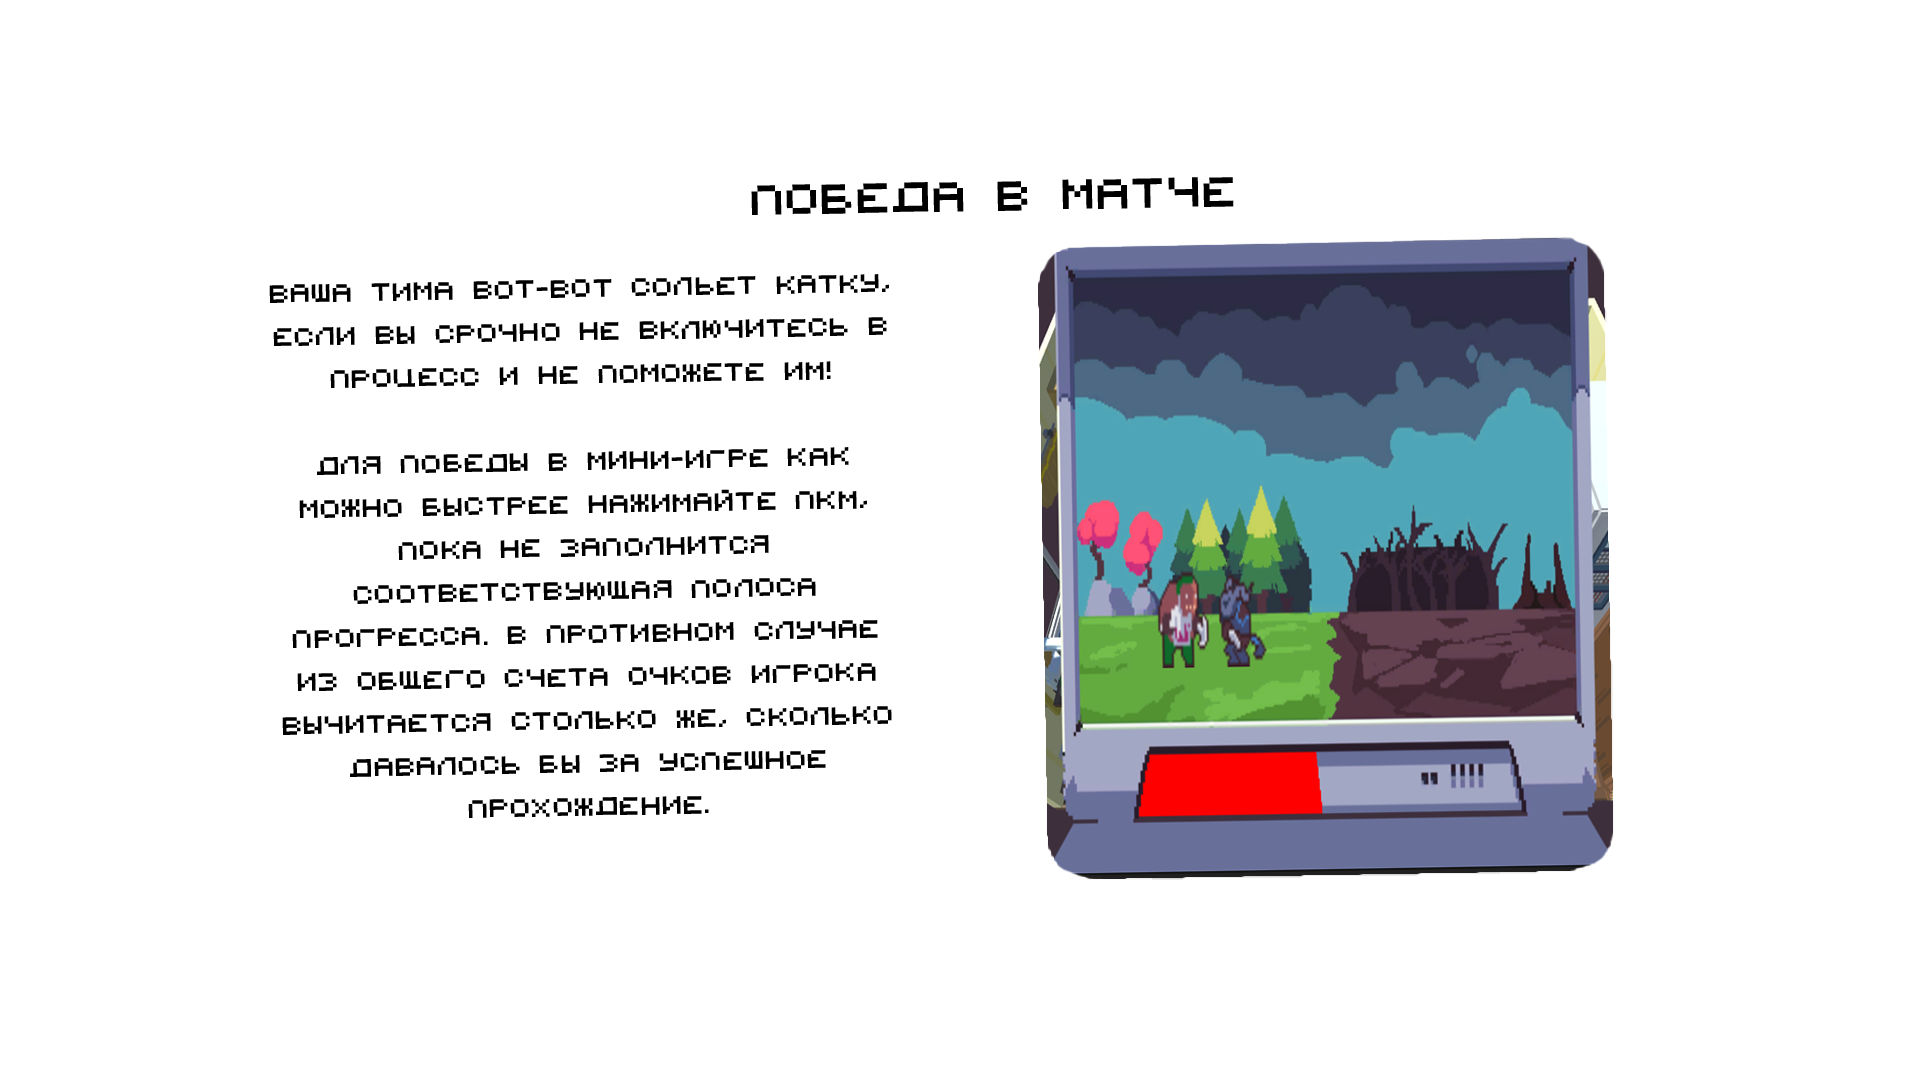 ПОБЕДА В МАТЧЕ
ВАША ТИМА ВОТ-ВОТ СОЛЬЕТ КАТКУ,
ЕСЛИ ВЫ СРОЧНО НЕ ВКЛЮЧИТЕСЬ В
ПРОЦЕСС И НЕ ПОМОЖЕТЕ ИМ!
ДЛЯ ПОБЕДЫ В МИНИ-ИГРЕ КАК
МОЖНО БЫСТРЕЕ НАЖИМАЙТЕ ПКМ,
ПОКА НЕ ЗАПОЛНИТСЯ
СООТВЕТСТВУЮЩАЯ ПОЛОСА
ПРОГРЕССА. В ПРОТИВНОМ СЛУЧАЕ
ИЗ ОБЩЕГО СЧЕТА ОЧКОВ ИГРОКА
ВЫЧИТАЕТСЯ СТОЛЬКО ЖЕ, СКОЛЬКО
ДАВАЛОСЬ БЫ ЗА УСПЕШНОЕ
ПРОХОЖДЕНИЕ.